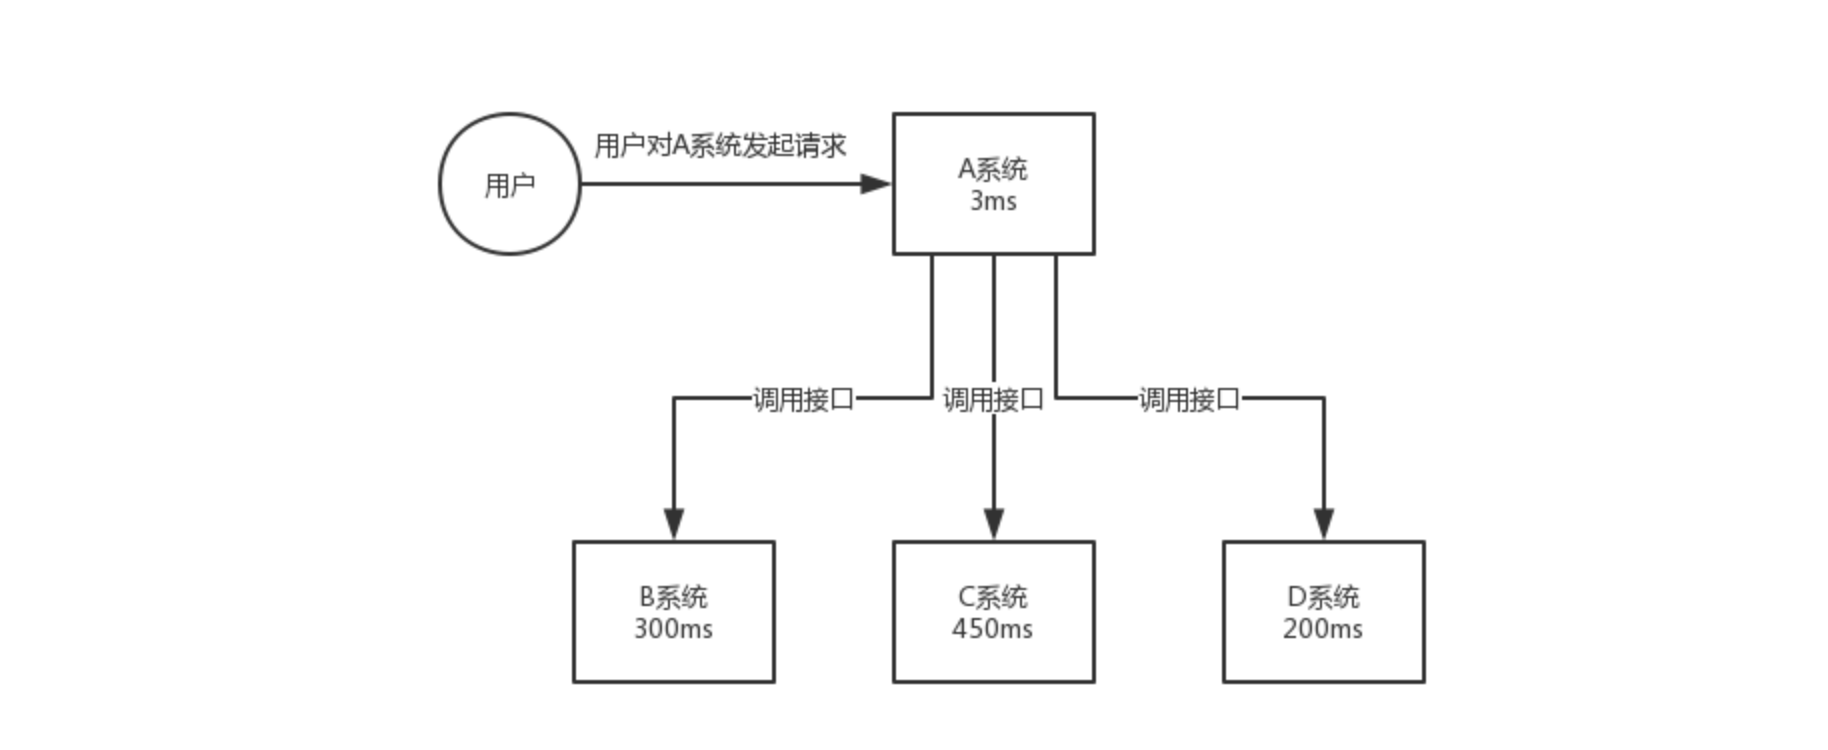 用户对A系统发起请求
用户
A系统
3ms
调用接口
调用接口
调用接口
B系统
300ms
C系统
450ms
D系统
200ms